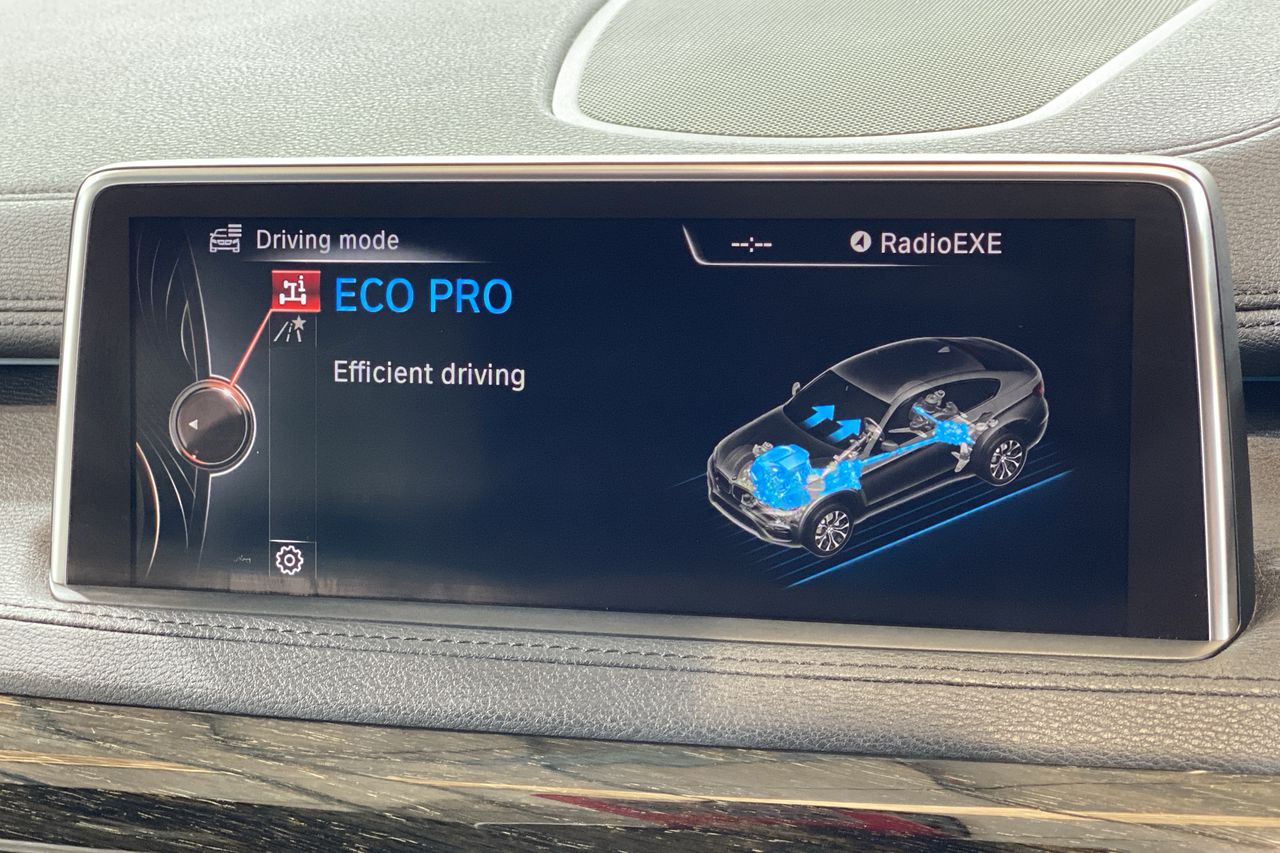 Driving mode
--:--
RadioEXE
ECO PRO
Efficient driving